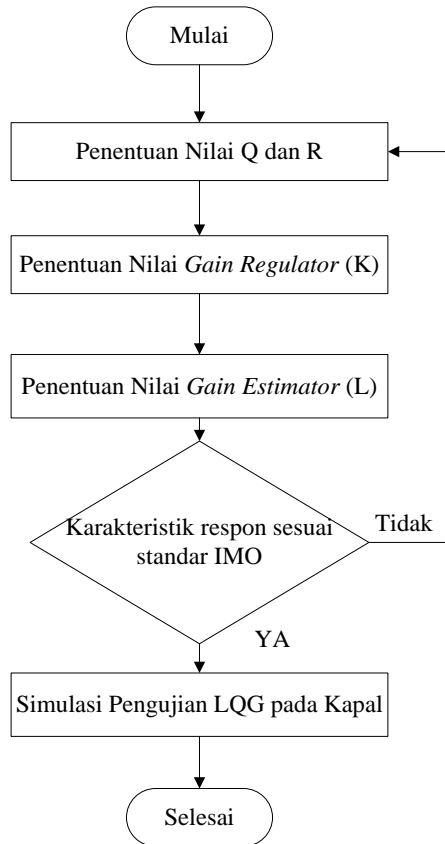 Mulai
Penentuan Nilai Q dan R
Penentuan Nilai Gain Regulator (K)
Penentuan Nilai Gain Estimator (L)
Karakteristik respon sesuai
standar IMO
Tidak
YA
Simulasi Pengujian LQG pada Kapal
Selesai